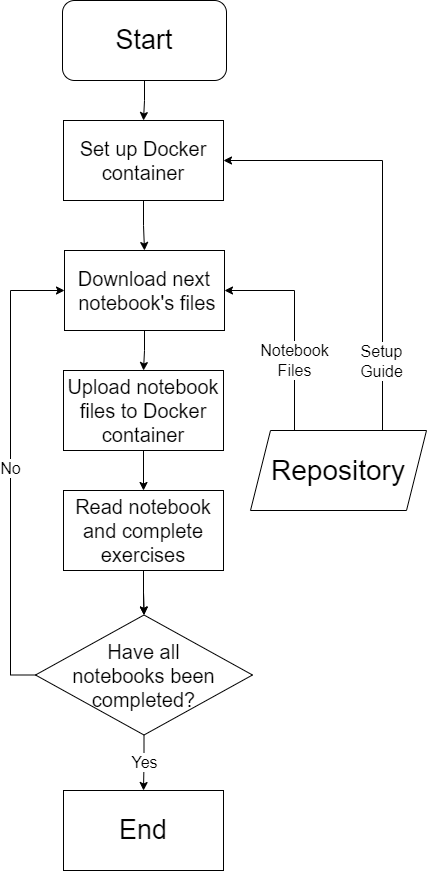 Start
Set up Docker
container
Download next
notebook's files
Notebook
Files
Setup
Guide
Upload notebook
files to Docker
container
No
Repository
Read notebook
and complete
exercises
Have all
notebooks been
completed?
Yes
End